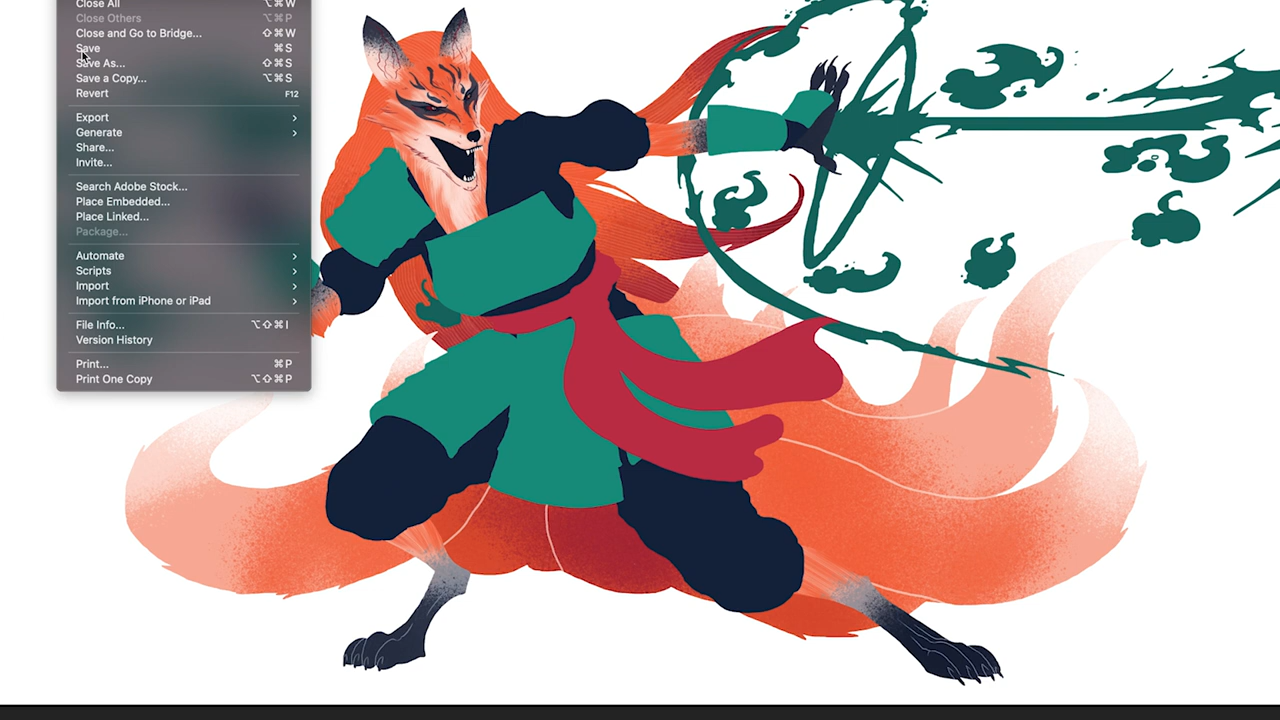 Close All ⌥⌘W
Close Others ⌥⌘P
Close and Go to Bridge... ⇧⌘W
Save ⌘S
Save As... ⇧⌘S
Save a Copy... ⌥⌘S
Revert F12
Export >
Generate >
Share...
Invite...
Search Adobe Stock...
Place Embedded...
Place Linked...
Package...
Automate >
Scripts >
Import >
Import from iPhone or iPad >
File Info... ⌥⇧⌘I
Version History
Print... ⌘P
Print One Copy ⌥⇧⌘P